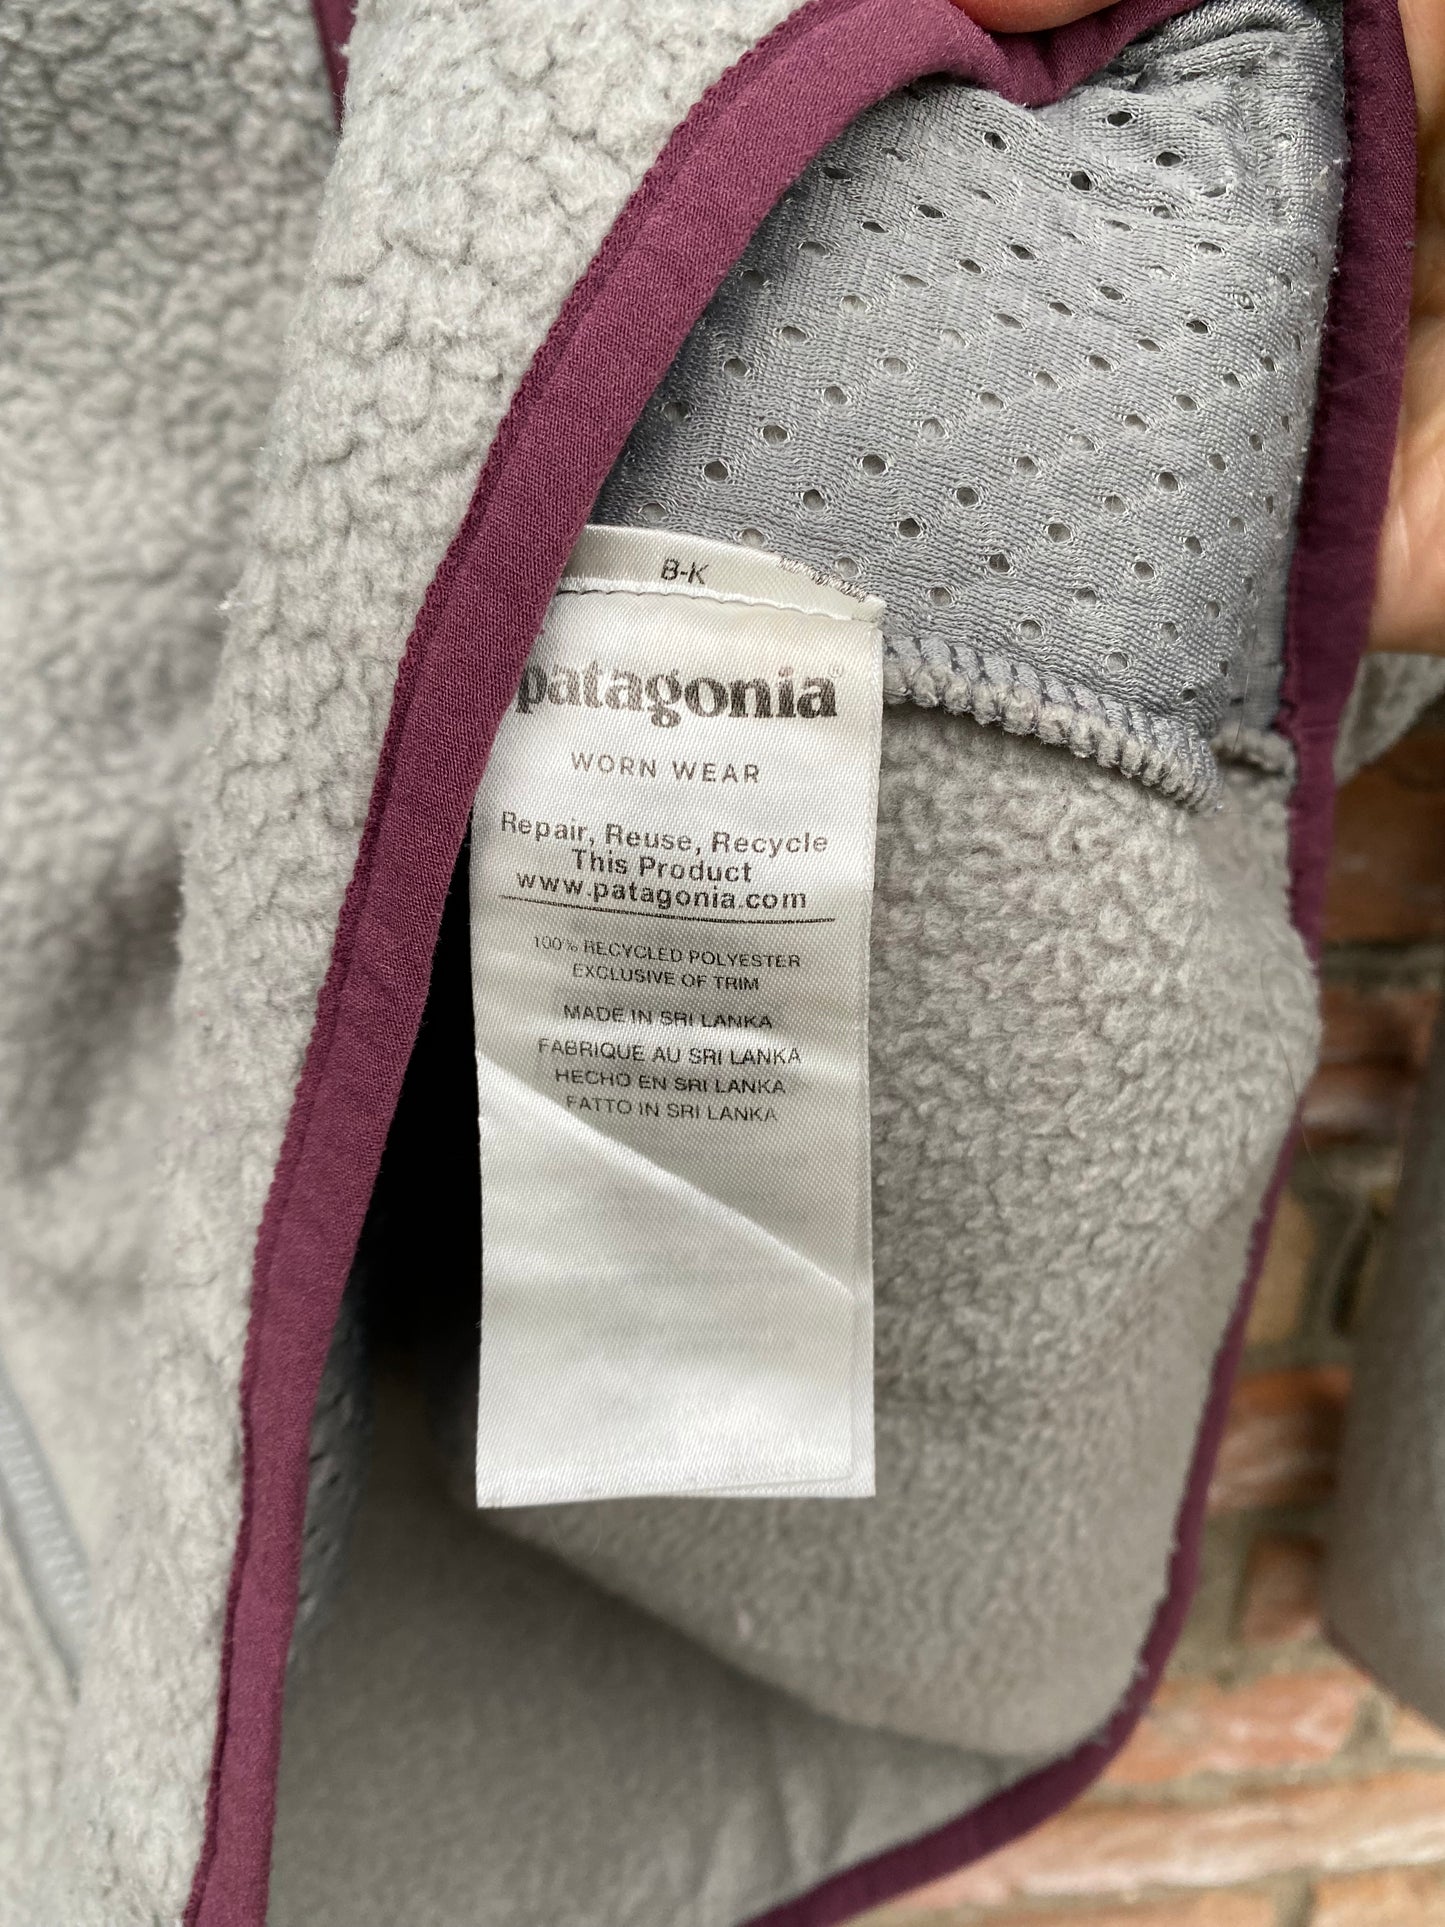 B-K
patagonia®
WORN WEAR
Repair, Reuse, Recycle
This Product
www.patagonia.com
100% RECYCLED POLYESTER
EXCLUSIVE OF TRIM
MADE IN SRI LANKA
FABRIQUE AU SRI LANKA
HECHO EN SRI LANKA
FATTO IN SRI LANKA